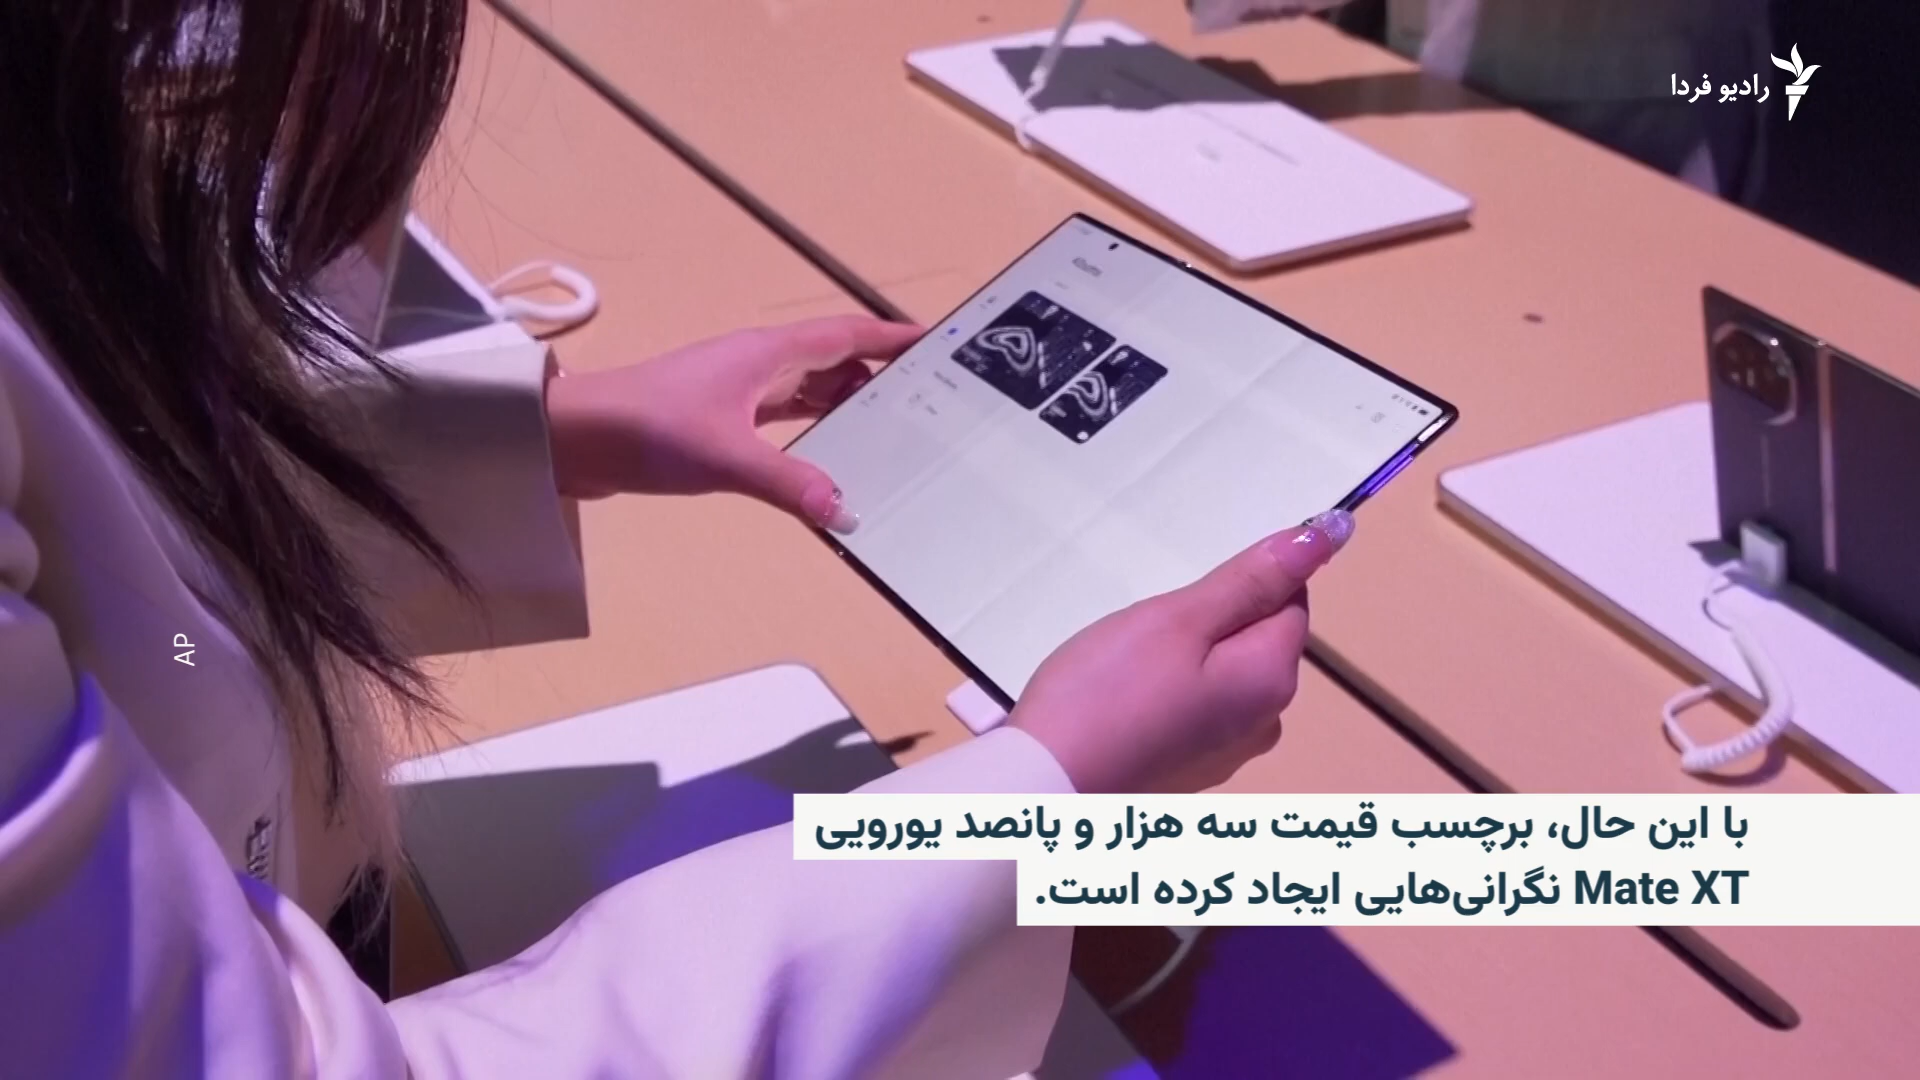 رادیو فردا
Albums
AP
با این حال، برچسب قیمت سه هزار و پانصد یورویی
Mate XT نگرانی‌هایی ایجاد کرده است.